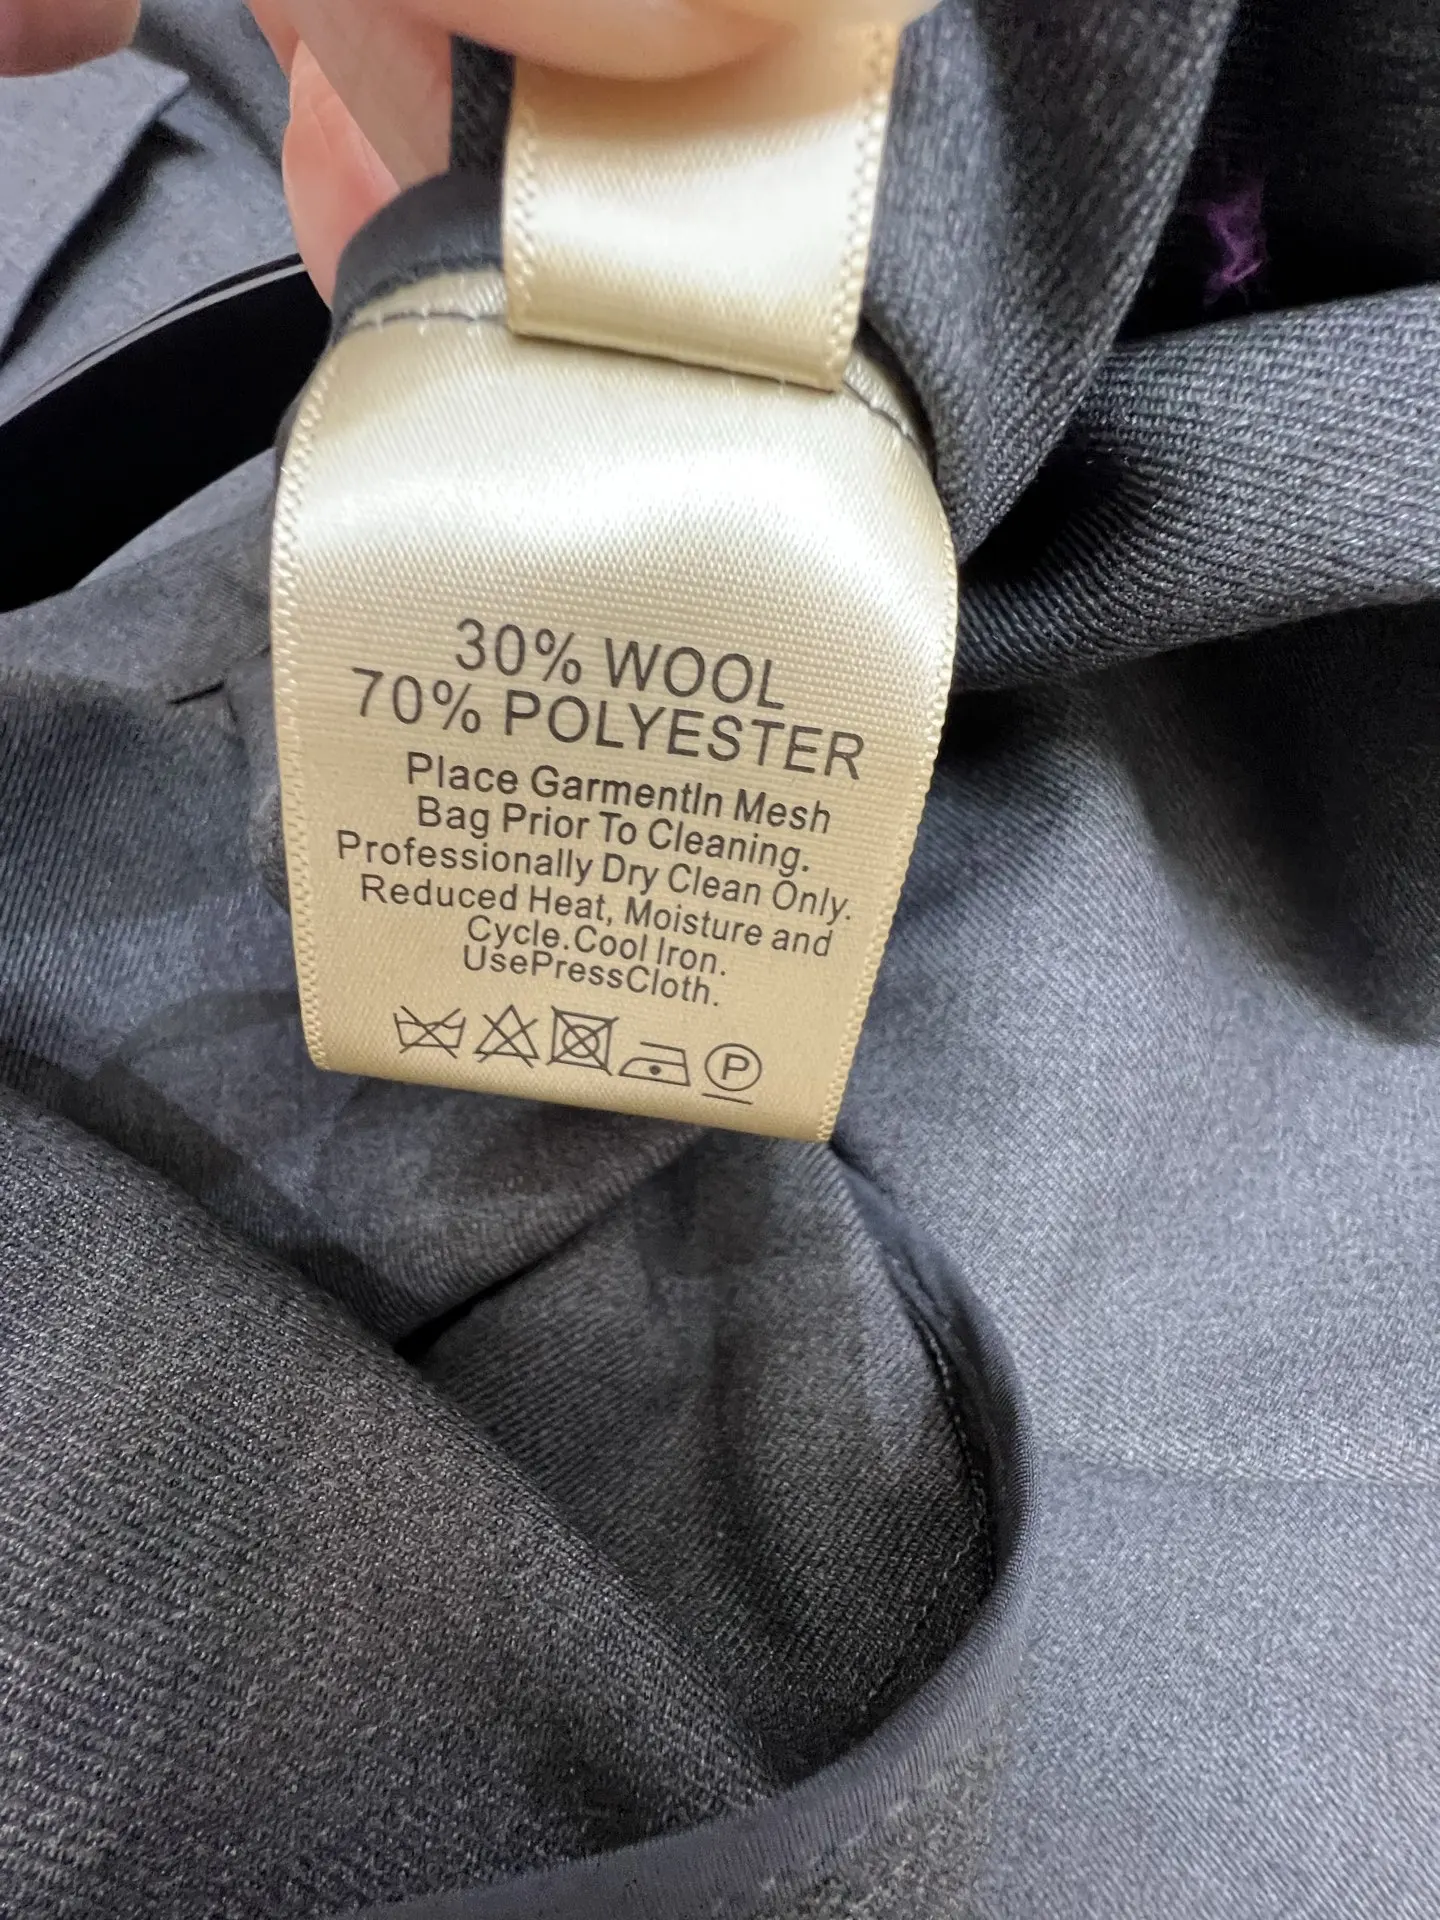 30% WOOL
70% POLYESTER
Place GarmentIn Mesh
Bag Prior To Cleaning.
Professionally Dry Clean Only.
Reduced Heat, Moisture and
Cycle.Cool Iron.
UsePressCloth.
P